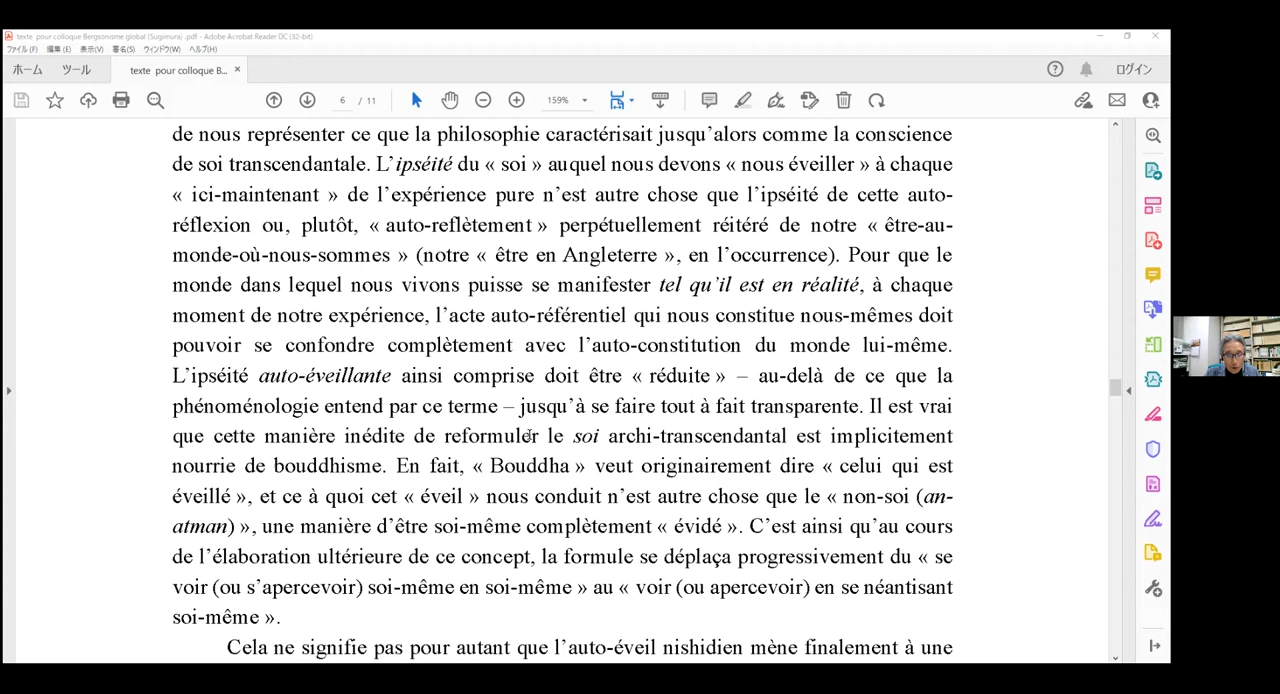 texte pour colloque Bergsonisme global (Sugimura) .pdf - Adobe Acrobat Reader DC (32-bit)
ファイル(F) 編集(E) 表示(V) 署名(S) ウィンドウ(W) ヘルプ(H)
ホーム ツール texte pour colloque B... × ログイン
6 / 11 159%
de nous représenter ce que la philosophie caractérisait jusqu'alors comme la conscience
de soi transcendantale. L'ipséité du « soi » auquel nous devons « nous éveiller » à chaque
« ici-maintenant » de l'expérience pure n'est autre chose que l'ipséité de cette auto-
réflexion ou, plutôt, « auto-reflètement » perpétuellement réitéré de notre « être-au-
monde-où-nous-sommes » (notre « être en Angleterre », en l'occurrence). Pour que le
monde dans lequel nous vivons puisse se manifester tel qu'il est en réalité, à chaque
moment de notre expérience, l'acte auto-référentiel qui nous constitue nous-mêmes doit
pouvoir se confondre complètement avec l'auto-constitution du monde lui-même.
L'ipséité auto-éveillante ainsi comprise doit être « réduite » – au-delà de ce que la
phénoménologie entend par ce terme – jusqu'à se faire tout à fait transparente. Il est vrai
que cette manière inédite de reformuler le soi archi-transcendantal est implicitement
nourrie de bouddhisme. En fait, « Bouddha » veut originairement dire « celui qui est
éveillé », et ce à quoi cet « éveil » nous conduit n'est autre chose que le « non-soi (an-
atman) », une manière d'être soi-même complètement « évidé ». C'est ainsi qu'au cours
de l'élaboration ultérieure de ce concept, la formule se déplaça progressivement du « se
voir (ou s'apercevoir) soi-même en soi-même » au « voir (ou apercevoir) en se néantisant
soi-même ».
Cela ne signifie pas pour autant que l'auto-éveil nishidien mène finalement à une